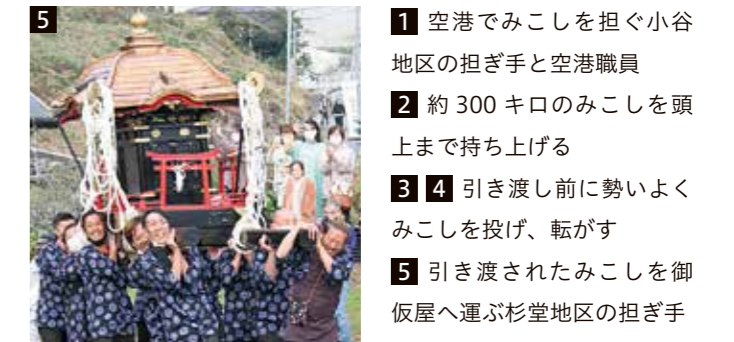 5
1 空港でみこしを担ぐ小谷
地区の担ぎ手と空港職員
2 約 300 キロのみこしを頭
上まで持ち上げる
3 4 引き渡し前に勢いよく
みこしを投げ、転がす
5 引き渡されたみこしを御
仮屋へ運ぶ杉堂地区の担ぎ手